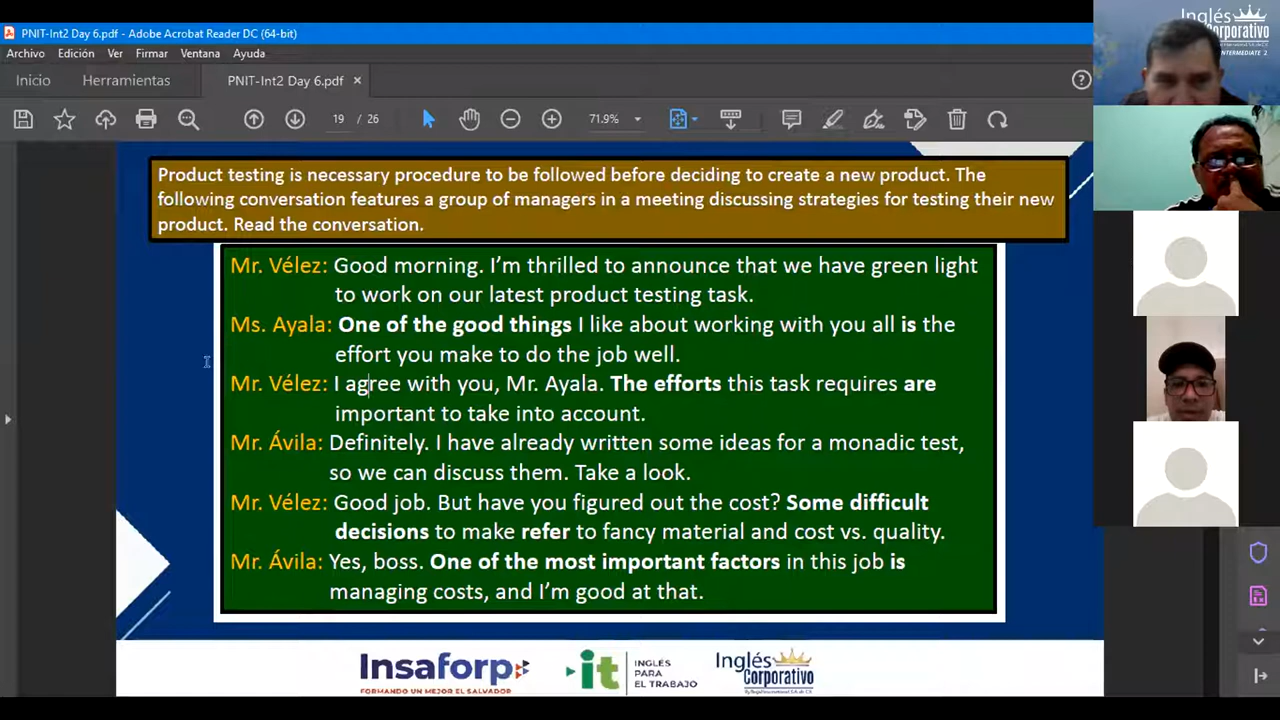 PNIT-Int2 Day 6.pdf - Adobe Acrobat Reader DC (64-bit)
Archivo Edición Ver Firmar Ventana Ayuda
Inicio Herramientas PNIT-Int2 Day 6.pdf ×
19 / 26 71.9%
Inglés
Corporativo
INTERMEDIATE 2
Product testing is necessary procedure to be followed before deciding to create a new product. The
following conversation features a group of managers in a meeting discussing strategies for testing their new
product. Read the conversation.
Mr. Vélez: Good morning. I'm thrilled to announce that we have green light
to work on our latest product testing task.
Ms. Ayala: One of the good things I like about working with you all is the
effort you make to do the job well.
Mr. Vélez: I agree with you, Mr. Ayala. The efforts this task requires are
important to take into account.
Mr. Ávila: Definitely. I have already written some ideas for a monadic test,
so we can discuss them. Take a look.
Mr. Vélez: Good job. But have you figured out the cost? Some difficult
decisions to make refer to fancy material and cost vs. quality.
Mr. Ávila: Yes, boss. One of the most important factors in this job is
managing costs, and I'm good at that.
Insaforp
FORMANDO UN MEJOR EL SALVADOR
it
INGLÉS
PARA
EL TRABAJO
Inglés
Corporativo